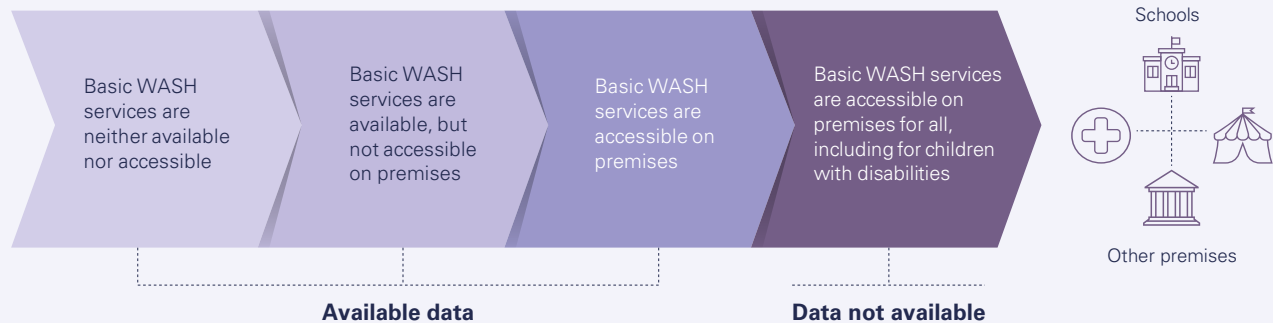 Basic WASH
services are
neither available
nor accessible
Basic WASH
services are
available, but
not accessible
on premises
Basic WASH
services are
accessible on
premises
Basic WASH services
are accessible on
premises for all,
including for children
with disabilities
Schools
Other premises
Available data
Data not available